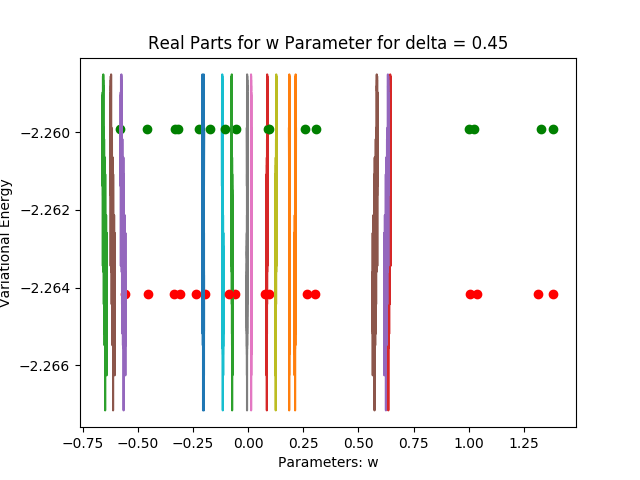 Real Parts for w Parameter for delta = 0.45
Variational Energy
−2.260
−2.262
−2.264
−2.266
−0.75 −0.50 −0.25 0.00 0.25 0.50 0.75 1.00 1.25
Parameters: w